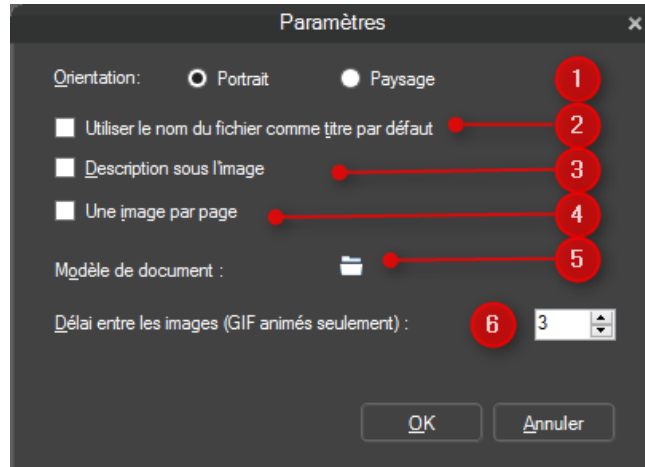 Paramètres ×
Orientation: Portrait Paysage 1
Utiliser le nom du fichier comme titre par défaut 2
Description sous l'image 3
Une image par page 4
Modèle de document : 5
Délai entre les images (GIF animés seulement) : 6 3
OK Annuler